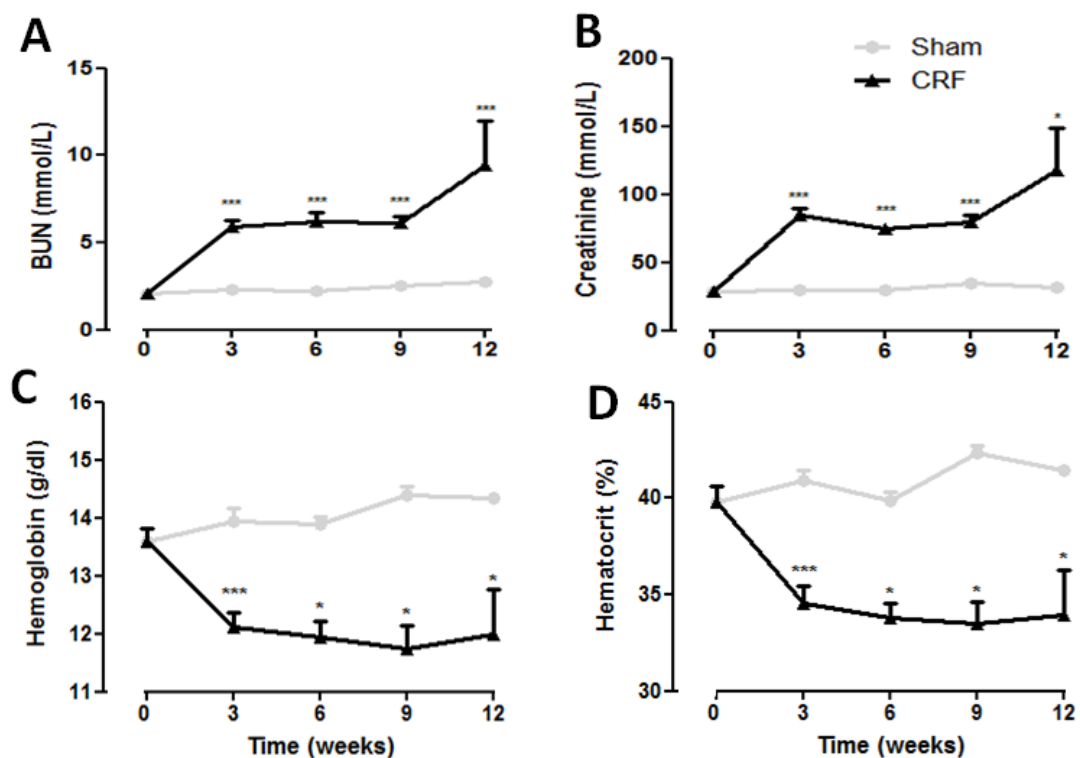 A
BUN (mmol/L)
15
10
5
0
***
***
***
***
0 3 6 9 12
B
Sham
CRF
Creatinine (mmol/L)
200
150
100
50
0
***
***
***
*
0 3 6 9 12
C
Hemoglobin (g/dl)
16
15
14
13
12
11
***
*
*
*
0 3 6 9 12
Time (weeks)
D
Hematocrit (%)
45
40
35
30
***
*
*
*
0 3 6 9 12
Time (weeks)